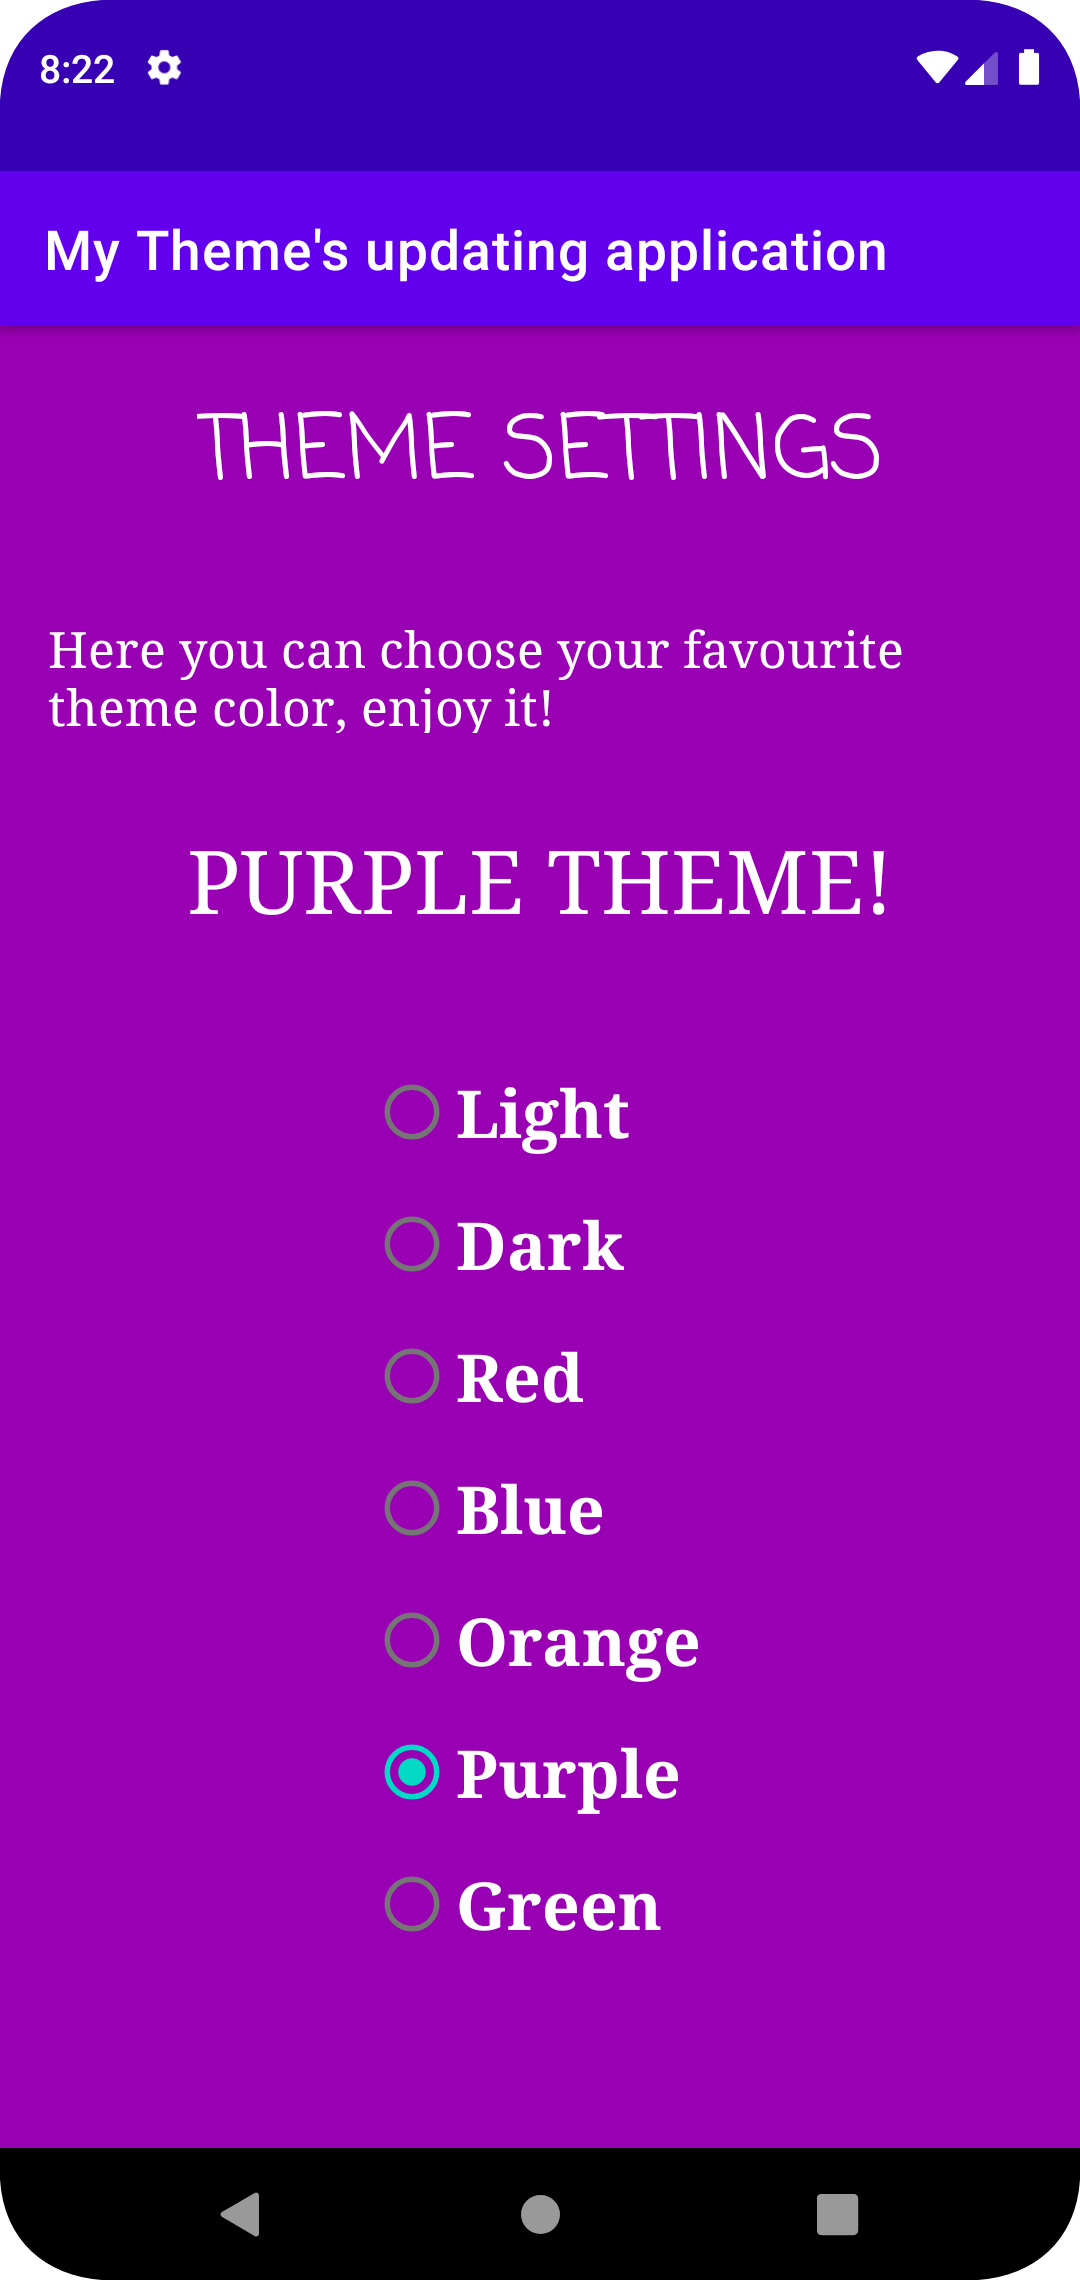 8:22
My Theme's updating application
THEME SETTINGS
Here you can choose your favourite
theme color, enjoy it!
PURPLE THEME!
Light
Dark
Red
Blue
Orange
Purple
Green